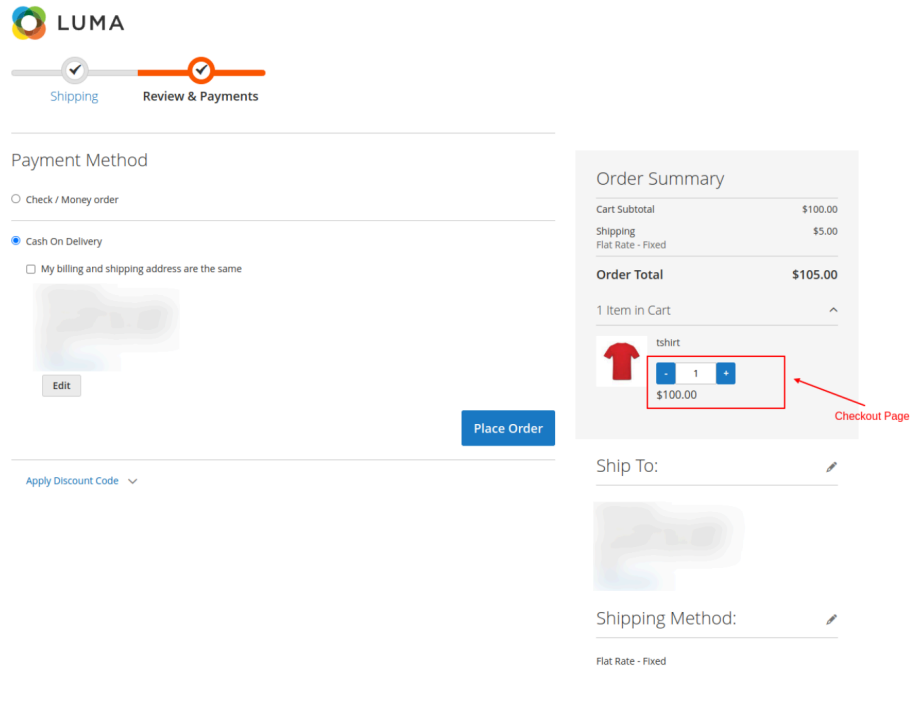 LUMA
Shipping
Review & Payments
Payment Method
Check / Money order
Cash On Delivery
My billing and shipping address are the same
Edit
Place Order
Apply Discount Code
Order Summary
Cart Subtotal $100.00
Shipping $5.00
Flat Rate - Fixed
Order Total $105.00
1 Item in Cart
tshirt
- 1 +
$100.00
Checkout Page
Ship To:
Shipping Method:
Flat Rate - Fixed